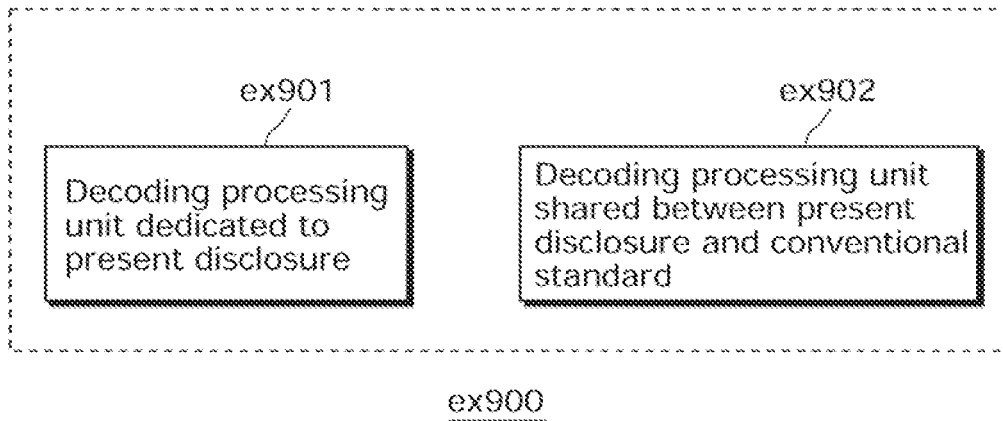 ex901
ex902
Decoding processing
unit dedicated to
present disclosure
Decoding processing unit
shared between present
disclosure and conventional
standard
ex900